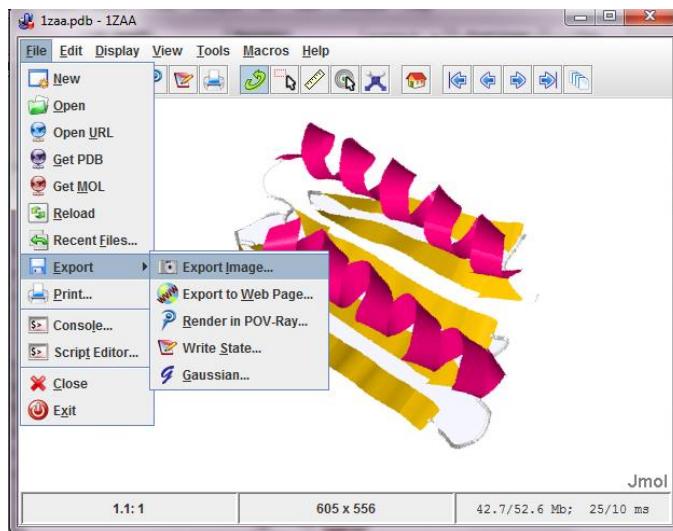 1zaa.pdb - 1ZAA
File Edit Display View Tools Macros Help
New
Open
Open URL
Get PDB
Get MOL
Reload
Recent Files...
Export
Export Image...
Print...
Export to Web Page...
Console...
Render in POV-Ray...
Script Editor...
Write State...
Close
Gaussian...
Exit
Jmol
1.1: 1 605 x 556 42.7/52.6 Mb; 25/10 ms